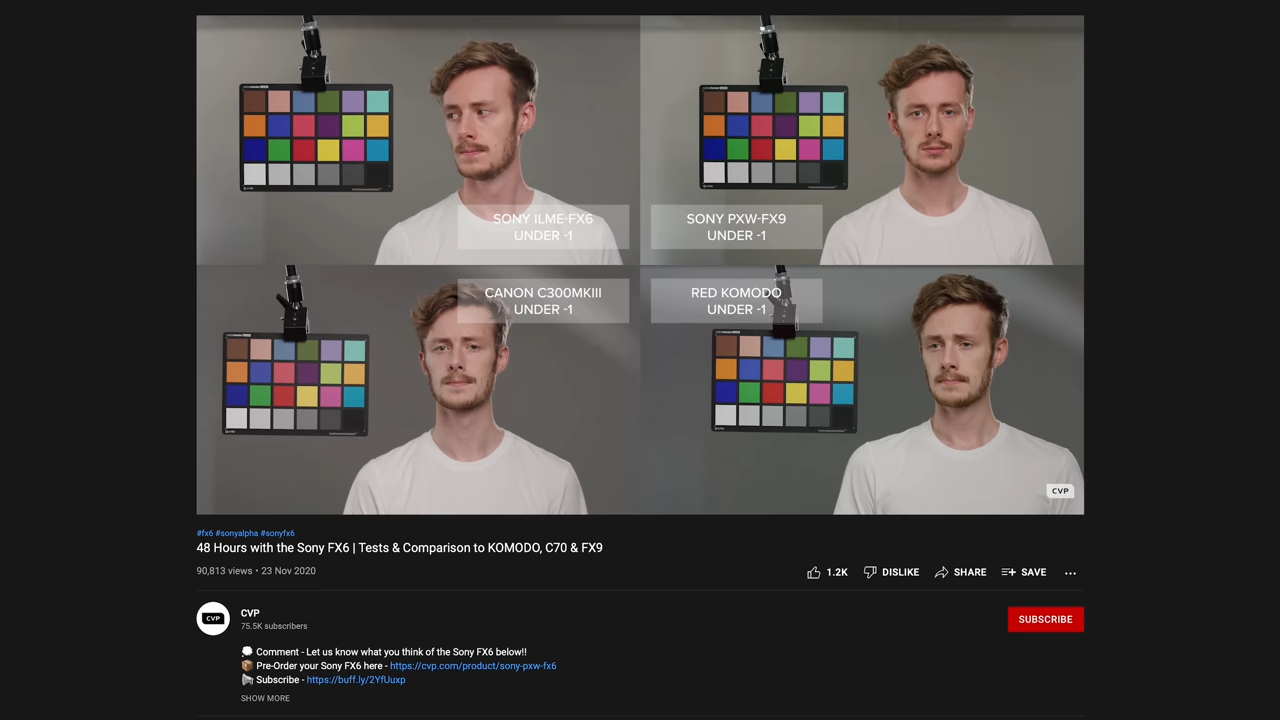 SONY ILME-FX6
UNDER -1
SONY PXW-FX9
UNDER -1
CANON C300MKIII
UNDER -1
RED KOMODO
UNDER -1
CVP
#fx6 #sonyalpha #sonyfx6
48 Hours with the Sony FX6 | Tests & Comparison to KOMODO, C70 & FX9
90,813 views • 23 Nov 2020
1.2K DISLIKE SHARE SAVE ...
CVP
CVP
75.5K subscribers
SUBSCRIBE
Comment - Let us know what you think of the Sony FX6 below!!
Pre-Order your Sony FX6 here - https://cvp.com/product/sony-pxw-fx6
Subscribe - https://buff.ly/2YfUuxp
SHOW MORE